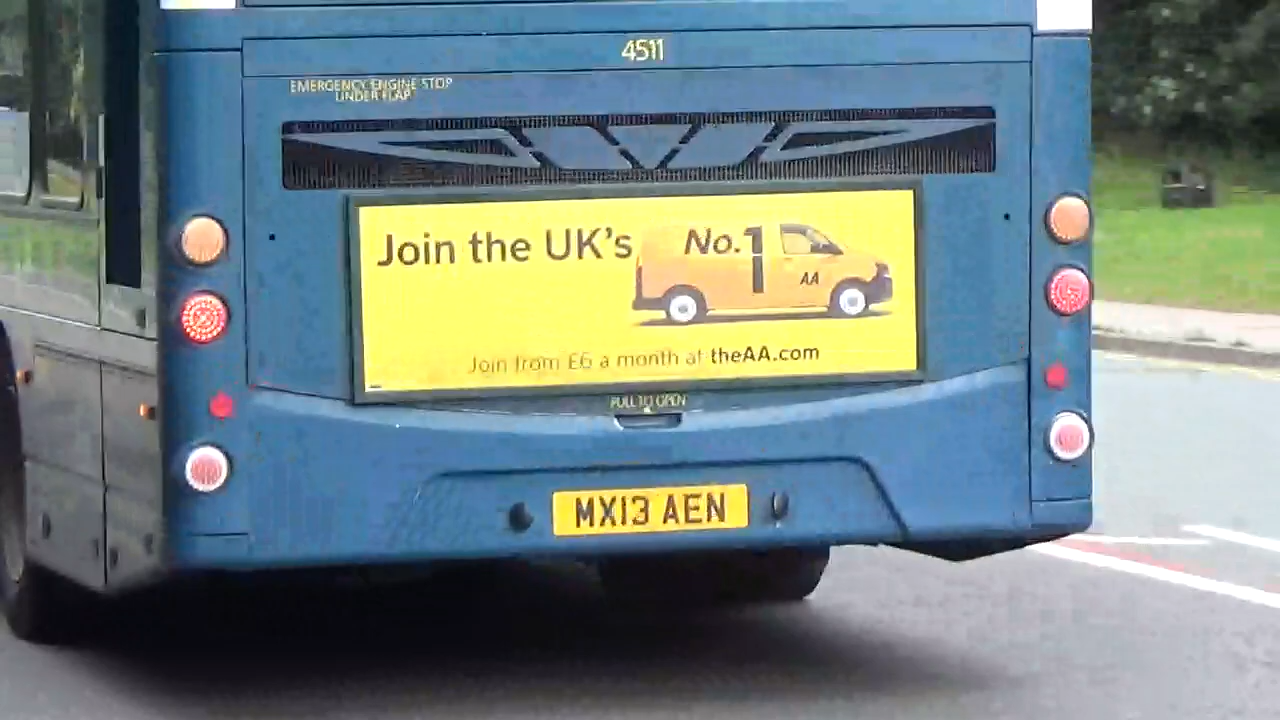 4511
EMERGENCY ENGINE STOP
UNDER FLAP
Join the UK's No.1
AA
Join from £6 a month at theAA.com
PULL TO OPEN
MX13 AEN